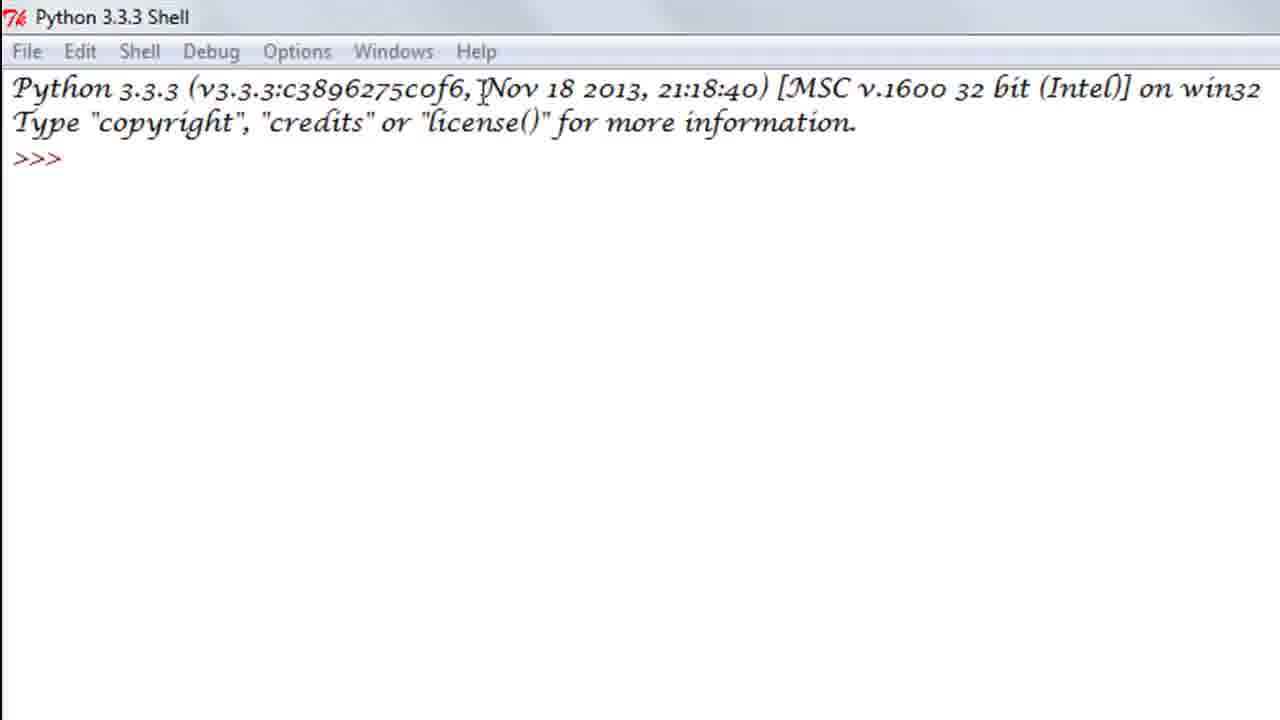 Python 3.3.3 Shell
File Edit Shell Debug Options Windows Help
Python 3.3.3 (v3.3.3:c3896275c0f6, Nov 18 2013, 21:18:40) [MSC v.1600 32 bit (Intel)] on win32
Type "copyright", "credits" or "license()" for more information.
>>>